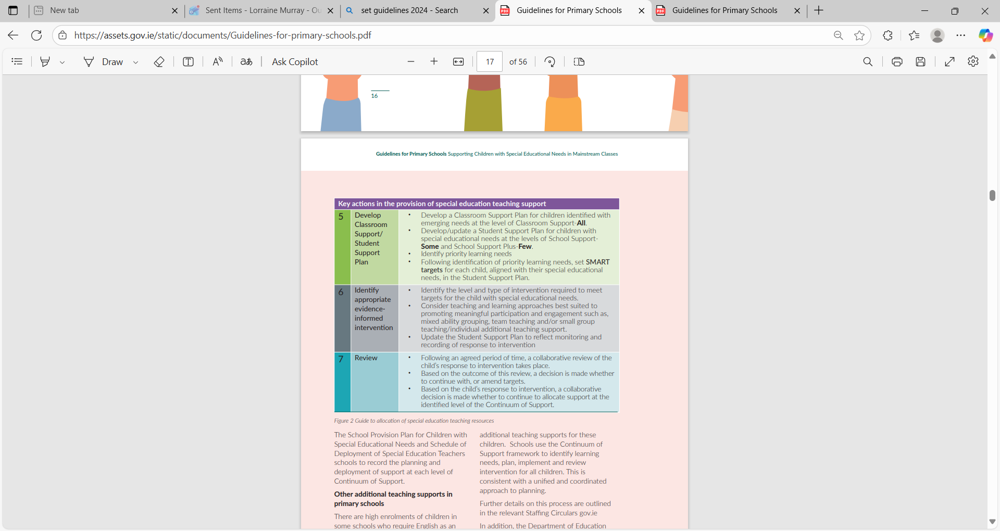 New tab
Sent Items - Lorraine Murray - Ou
set guidelines 2024 - Search
Guidelines for Primary Schools
Guidelines for Primary Schools
https://assets.gov.ie/static/documents/Guidelines-for-primary-schools.pdf
Draw
aあ
Ask Copilot
17 of 56
16
Guidelines for Primary Schools Supporting Children with Special Educational Needs in Mainstream Classes
Key actions in the provision of special education teaching support
5
Develop
Classroom
Support/
Student
Support
Plan
• Develop a Classroom Support Plan for children identified with
emerging needs at the level of Classroom Support-All.
• Develop/update a Student Support Plan for children with
special educational needs at the levels of School Support-
Some and School Support Plus-Few.
• Identify priority learning needs
• Following identification of priority learning needs, set SMART
targets for each child, aligned with their special educational
needs, in the Student Support Plan.
6
Identify
appropriate
evidence-
informed
intervention
• Identify the level and type of intervention required to meet
targets for the child with special educational needs.
• Consider teaching and learning approaches best suited to
promoting meaningful participation and engagement such as,
mixed ability grouping, team teaching and/or small group
teaching/individual additional teaching support.
• Update the Student Support Plan to reflect monitoring and
recording of response to intervention
7
Review
• Following an agreed period of time, a collaborative review of the
child's response to intervention takes place.
• Based on the outcome of this review, a decision is made whether
to continue with, or amend targets.
• Based on the child's response to intervention, a collaborative
decision is made whether to continue to allocate support at the
identified level of the Continuum of Support.
Figure 2 Guide to allocation of special education teaching resources
The School Provision Plan for Children with
Special Educational Needs and Schedule of
Deployment of Special Education Teachers
schools to record the planning and
deployment of support at each level of
Continuum of Support.
Other additional teaching supports in
primary schools
There are high enrolments of children in
some schools who require English as an
additional teaching supports for these
children. Schools use the Continuum of
Support framework to identify learning
needs, plan, implement and review
intervention for all children. This is
consistent with a unified and coordinated
approach to planning.
Further details on this process are outlined
in the relevant Staffing Circulars gov.ie
In addition, the Department of Education